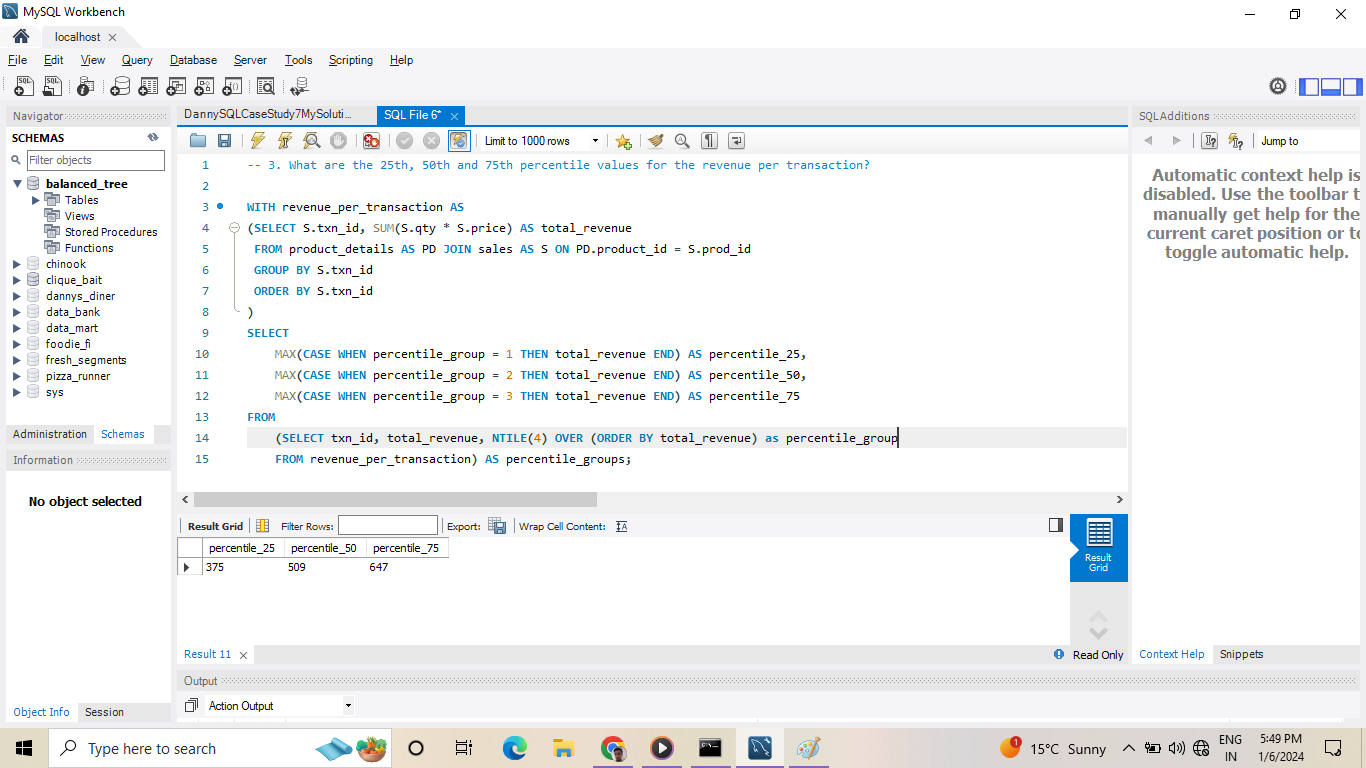 MySQL Workbench
localhost
File Edit View Query Database Server Tools Scripting Help
Navigator
SCHEMAS
Filter objects
balanced_tree
Tables
Views
Stored Procedures
Functions
chinook
clique_bait
dannys_diner
data_bank
data_mart
foodie_fi
fresh_segments
pizza_runner
sys
Administration Schemas
Information
No object selected
Object Info Session
DannySQLCaseStudy7MySoluti... SQL File 6*
Limit to 1000 rows
1 -- 3. What are the 25th, 50th and 75th percentile values for the revenue per transaction?
2
3 WITH revenue_per_transaction AS
4 (SELECT S.txn_id, SUM(S.qty * S.price) AS total_revenue
5 FROM product_details AS PD JOIN sales AS S ON PD.product_id = S.prod_id
6 GROUP BY S.txn_id
7 ORDER BY S.txn_id
8 )
9 SELECT
10 MAX(CASE WHEN percentile_group = 1 THEN total_revenue END) AS percentile_25,
11 MAX(CASE WHEN percentile_group = 2 THEN total_revenue END) AS percentile_50,
12 MAX(CASE WHEN percentile_group = 3 THEN total_revenue END) AS percentile_75
13 FROM
14 (SELECT txn_id, total_revenue, NTILE(4) OVER (ORDER BY total_revenue) as percentile_group
15 FROM revenue_per_transaction) AS percentile_groups;
Result Grid Filter Rows: Export: Wrap Cell Content:
percentile_25 percentile_50 percentile_75
375 509 647
Result
Grid
Result 11
Read Only
Output
Action Output
SQLAdditions
Jump to
Automatic context help is
disabled. Use the toolbar t
manually get help for the
current caret position or to
toggle automatic help.
Context Help Snippets
Type here to search
1
15°C Sunny
ENG
IN
5:49 PM
1/6/2024